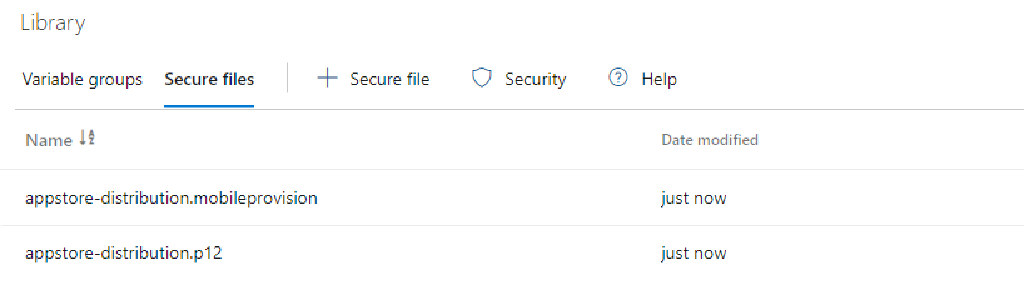 Library
Variable groups Secure files Secure file Security Help
Name Date modified
appstore-distribution.mobileprovision just now
appstore-distribution.p12 just now